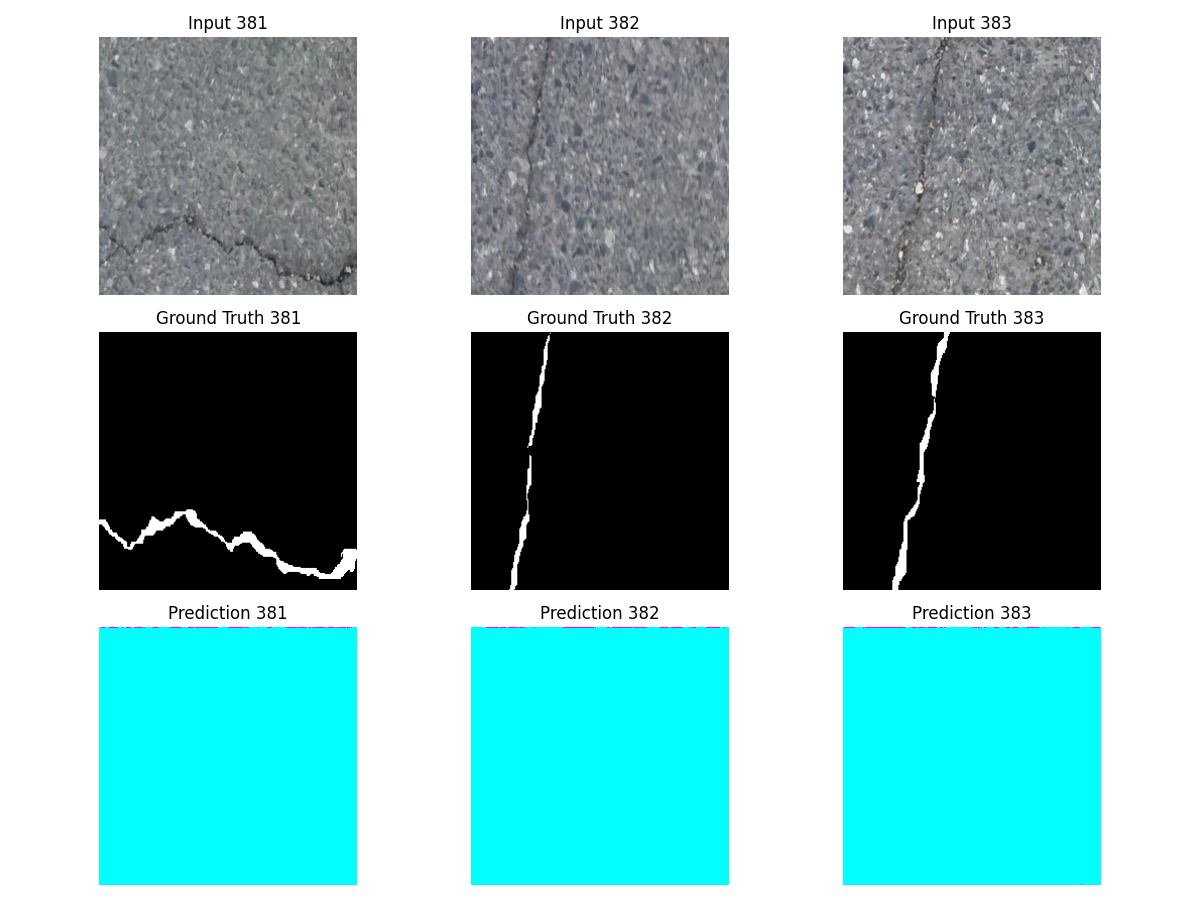 Input 381
Input 382
Input 383
Ground Truth 381
Ground Truth 382
Ground Truth 383
Prediction 381
Prediction 382
Prediction 383